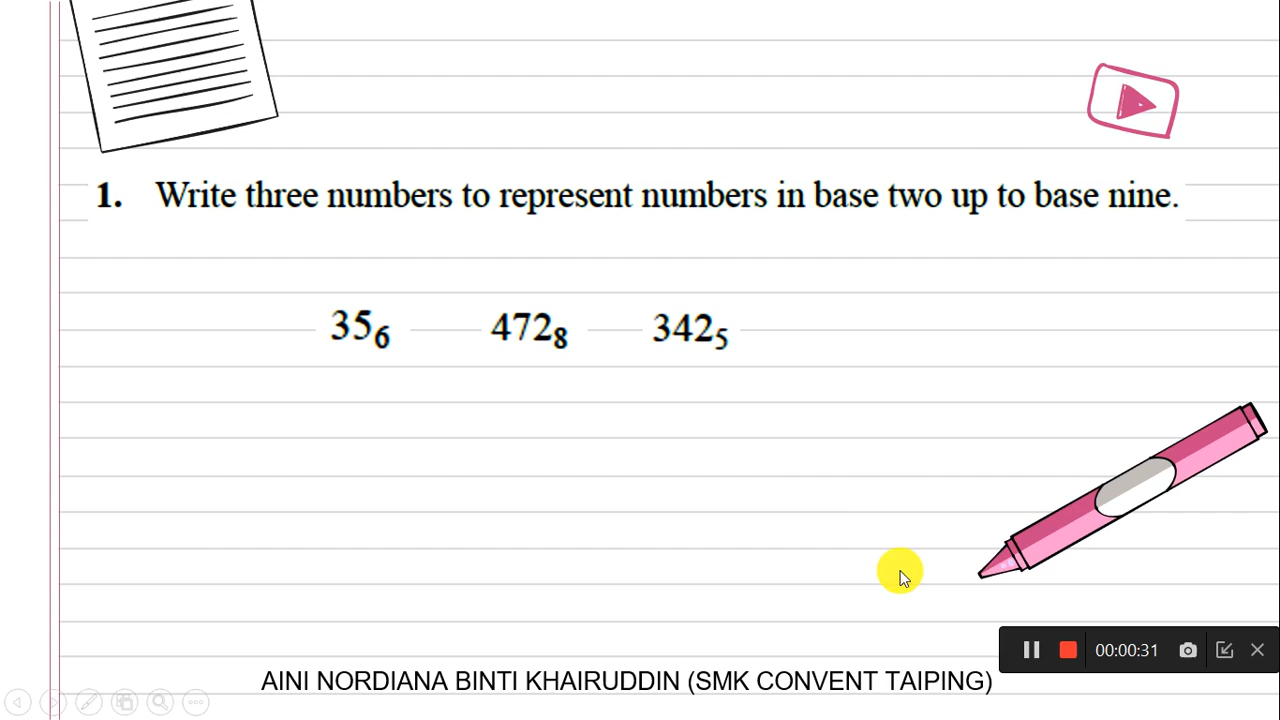 1. Write three numbers to represent numbers in base two up to base nine.
35₆ 472₈ 342₅
00:00:31
AINI NORDIANA BINTI KHAIRUDDIN (SMK CONVENT TAIPING)